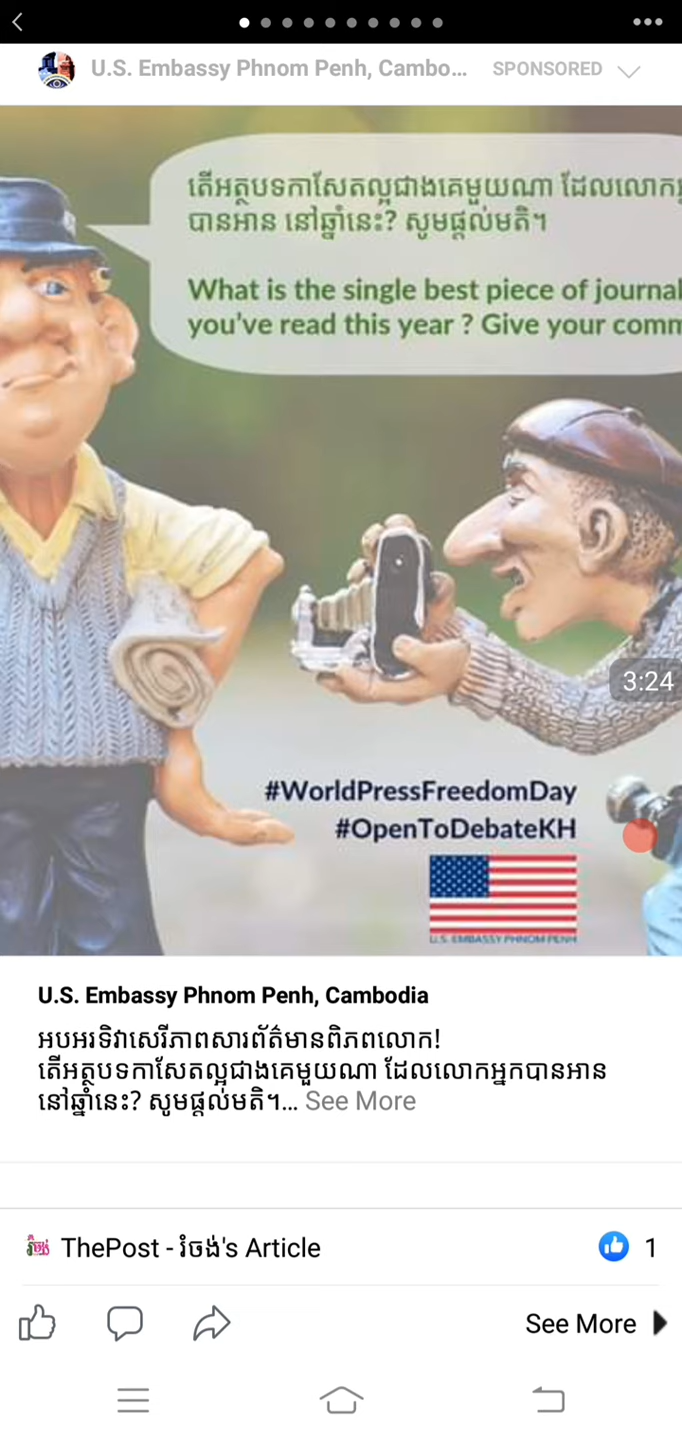 U.S. Embassy Phnom Penh, Cambo... SPONSORED
តើអត្ថបទកាសែតល្អជាងគេមួយណា ដែលលោក
បានអាន នៅឆ្នាំនេះ? សូមផ្តល់មតិ។
What is the single best piece of journal
you've read this year ? Give your comm
3:24
#WorldPressFreedomDay
#OpenToDebateKH
U.S. EMBASSY PHNOM PENH
U.S. Embassy Phnom Penh, Cambodia
អបអរទិវាសេរីភាពសារព័ត៌មានពិភពលោក!
តើអត្ថបទកាសែតល្អជាងគេមួយណា ដែលលោកអ្នកបានអាន
នៅឆ្នាំនេះ? សូមផ្តល់មតិ។... See More
ThePost - រំចង់'s Article 1
See More